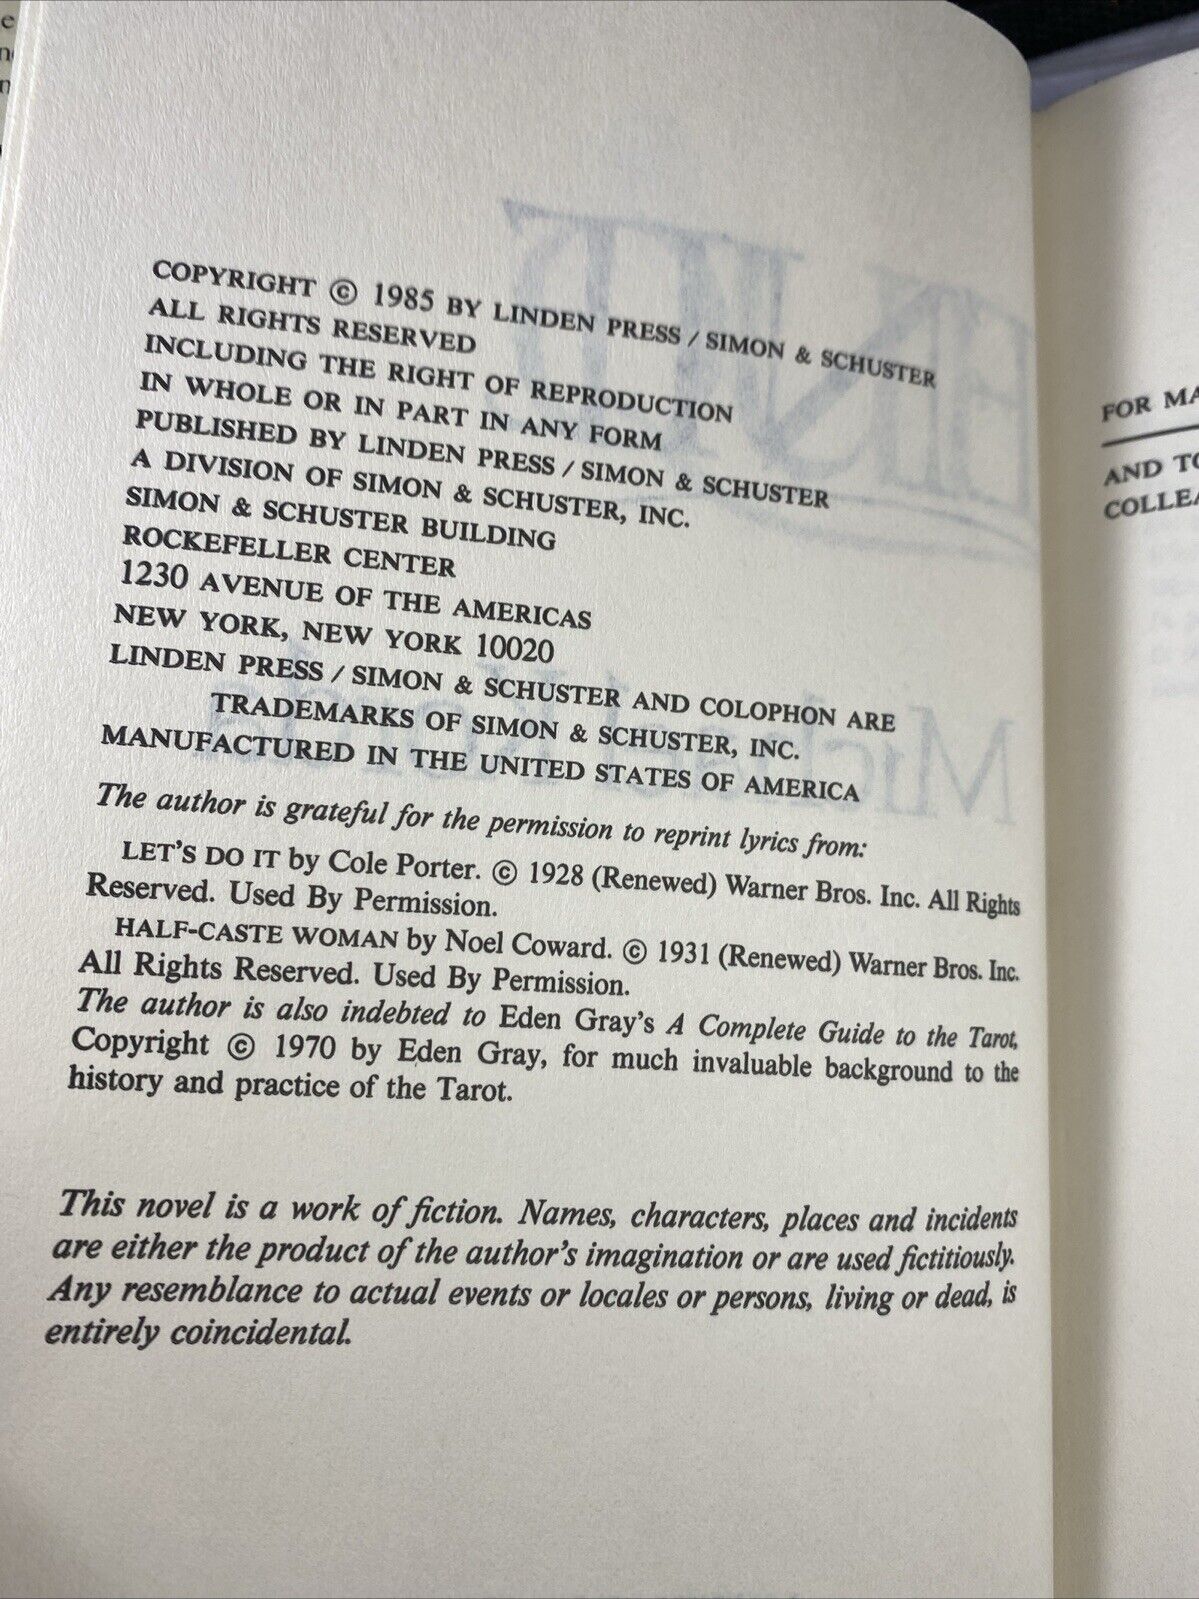 COPYRIGHT © 1985 BY LINDEN PRESS / SIMON & SCHUSTER
ALL RIGHTS RESERVED
INCLUDING THE RIGHT OF REPRODUCTION
IN WHOLE OR IN PART IN ANY FORM
PUBLISHED BY LINDEN PRESS / SIMON & SCHUSTER
A DIVISION OF SIMON & SCHUSTER, INC.
SIMON & SCHUSTER BUILDING
ROCKEFELLER CENTER
1230 AVENUE OF THE AMERICAS
NEW YORK, NEW YORK 10020
LINDEN PRESS / SIMON & SCHUSTER AND COLOPHON ARE
TRADEMARKS OF SIMON & SCHUSTER, INC.
MANUFACTURED IN THE UNITED STATES OF AMERICA
The author is grateful for the permission to reprint lyrics from:
LET'S DO IT by Cole Porter. © 1928 (Renewed) Warner Bros. Inc. All Rights
Reserved. Used By Permission.
HALF-CASTE WOMAN by Noel Coward. © 1931 (Renewed) Warner Bros. Inc.
All Rights Reserved. Used By Permission.
The author is also indebted to Eden Gray's A Complete Guide to the Tarot,
Copyright © 1970 by Eden Gray, for much invaluable background to the
history and practice of the Tarot.
This novel is a work of fiction. Names, characters, places and incidents
are either the product of the author's imagination or are used fictitiously.
Any resemblance to actual events or locales or persons, living or dead, is
entirely coincidental.
FOR MA
AND TO
COLLEA